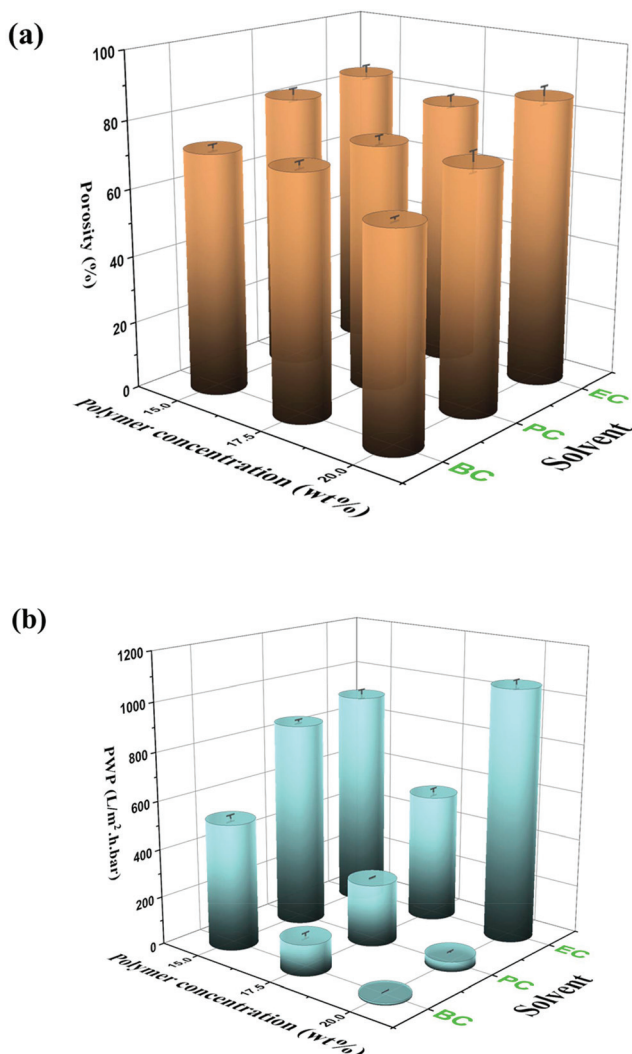 (a)
100
80
60
40
20
0
Porosity (%)
15.0
17.5
20.0
Polymer concentration (wt%)
BC
PC
EC
Solvent
(b)
1200
1000
800
600
400
200
0
PWP (L/m².h.bar)
15.0
17.5
20.0
Polymer concentration (wt%)
BC
PC
EC
Solvent